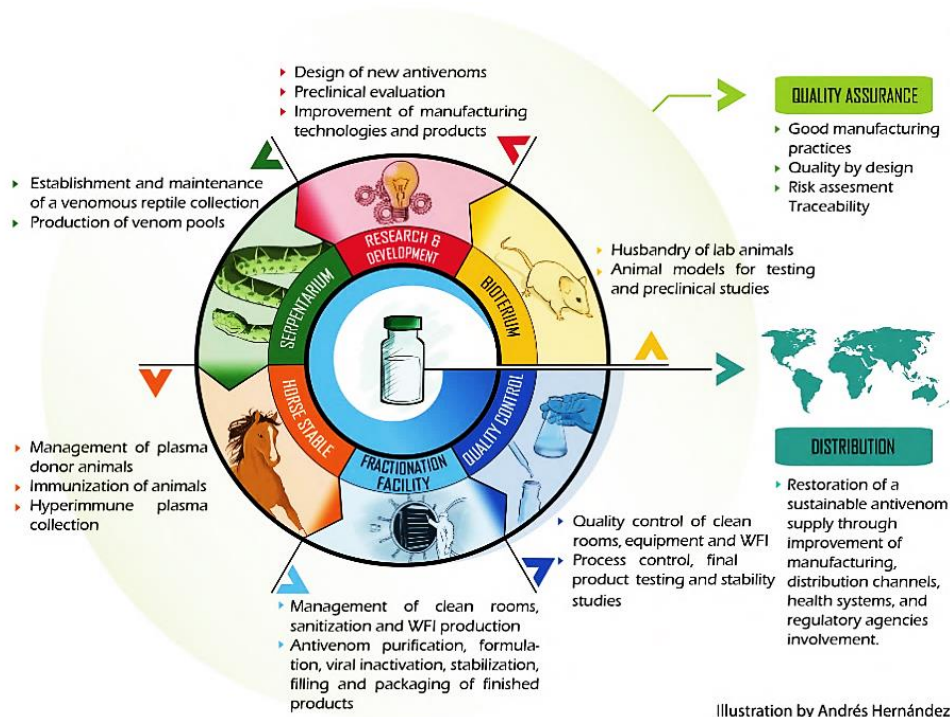 Design of new antivenoms
Preclinical evaluation
Improvement of manufacturing
technologies and products
QUALITY ASSURANCE
Good manufacturing
practices
Quality by design
Risk assesment
Traceability
Establishment and maintenance
of a venomous reptile collection
Production of venom pools
RESEARCH &
DEVELOPMENT
Husbandry of lab animals
Animal models for testing
and preclinical studies
SERPENTARIUM
BIOTERIUM
HORSE STABLE
QUALITY CONTROL
FRACTIONATION
FACILITY
DISTRIBUTION
Restoration of a
sustainable antivenom
supply through
improvement of
manufacturing,
distribution channels,
health systems, and
regulatory agencies
involvement.
Management of plasma
donor animals
Immunization of animals
Hyperimmune plasma
collection
Quality control of clean
rooms, equipment and WFI
Process control, final
product testing and stability
studies
Management of clean rooms,
sanitization and WFI production
Antivenom purification, formula-
tion, viral inactivation, stabilization,
filling and packaging of finished
products
Illustration by Andrés Hernández